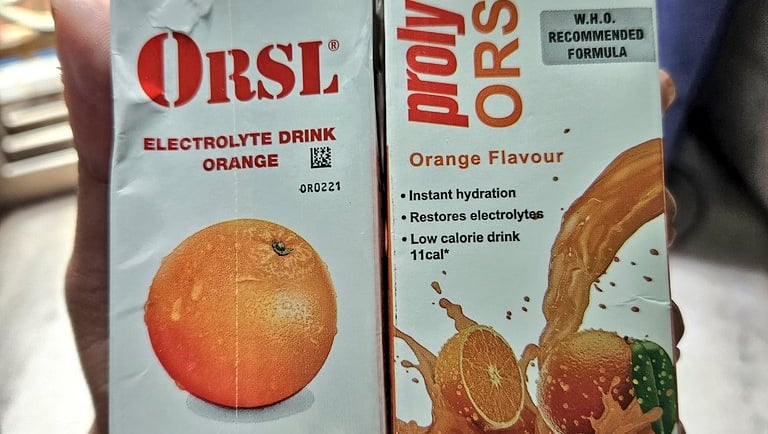 ORSL®
ELECTROLYTE DRINK
ORANGE
OR0221
proly
ORS
W.H.O.
RECOMMENDED
FORMULA
Orange Flavour
• Instant hydration
• Restores electrolytes
• Low calorie drink
11cal*